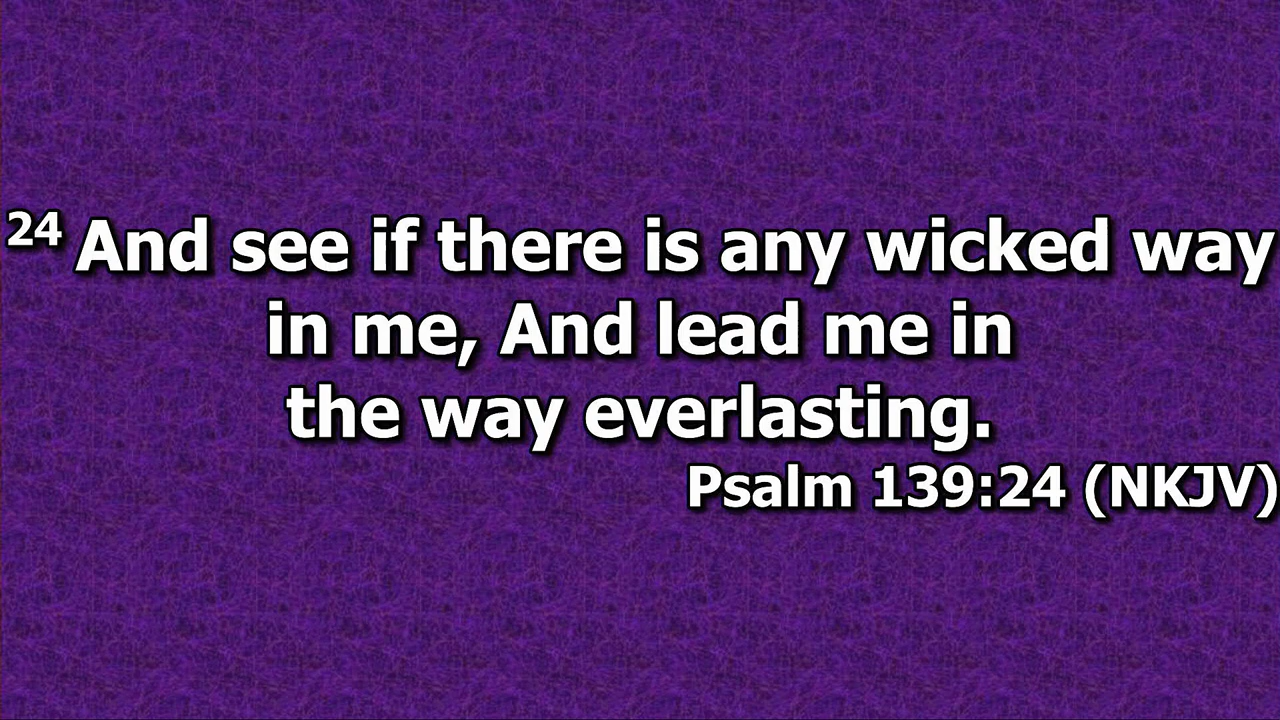 24 And see if there is any wicked way
in me, And lead me in
the way everlasting.
Psalm 139:24 (NKJV)